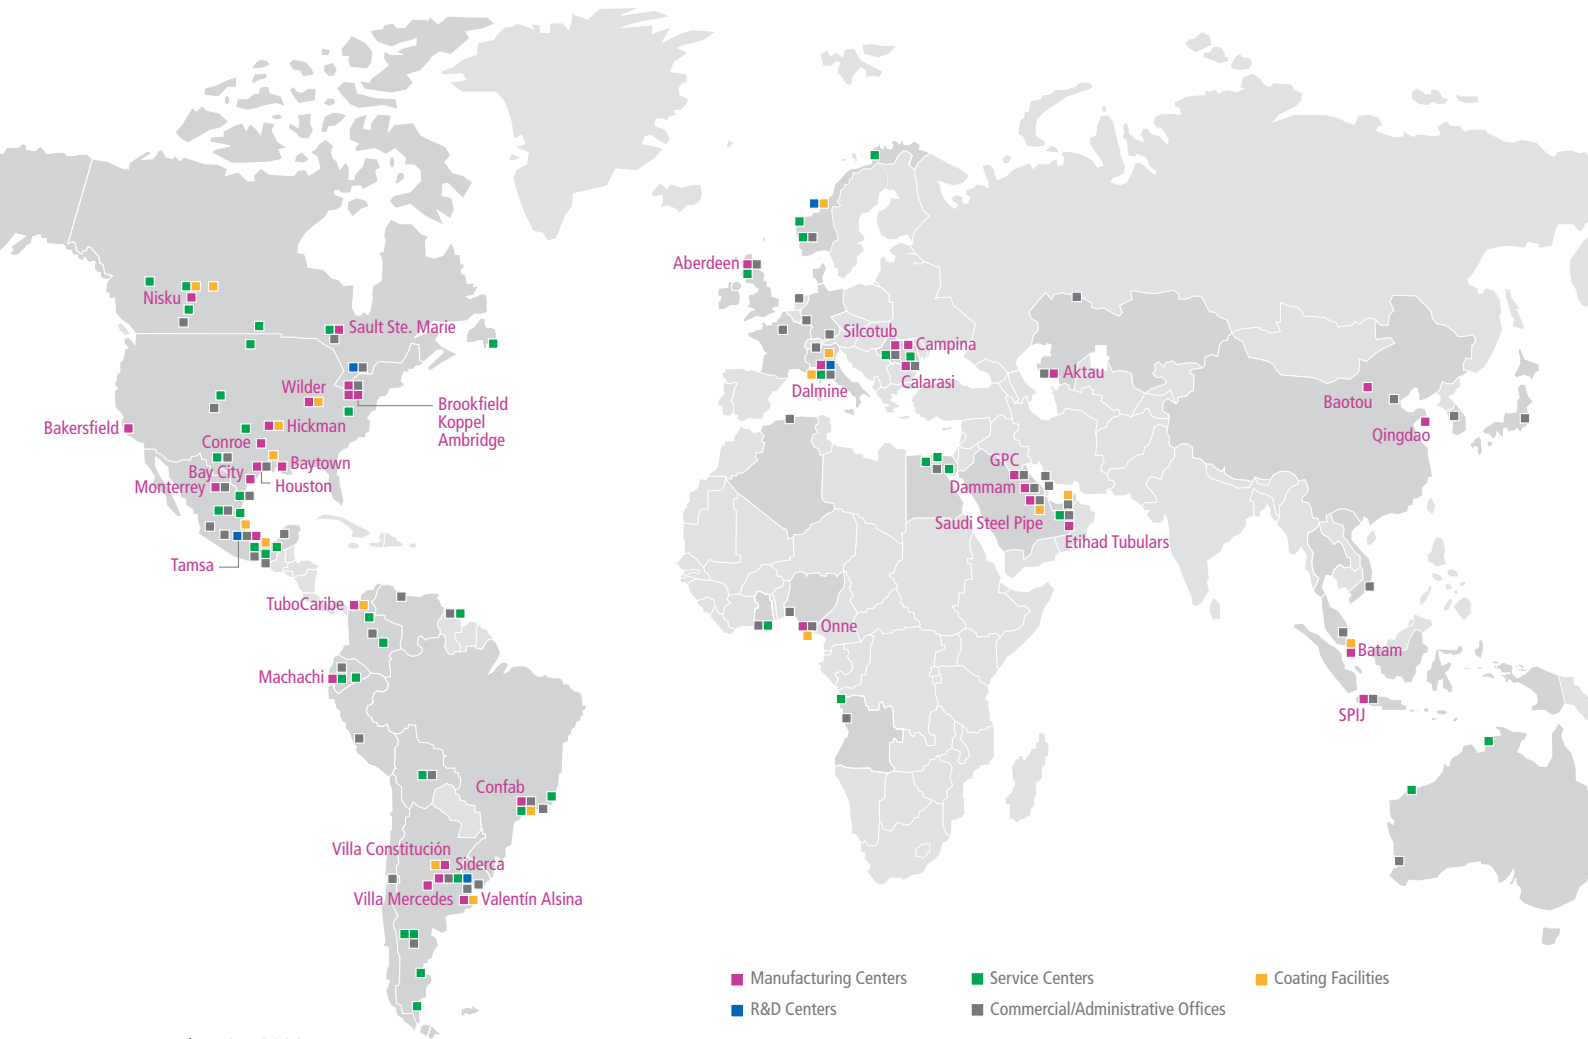 Aberdeen
Nisku
Sault Ste. Marie
Silcotub
Campina
Aktau
Wilder
Dalmine
Calarasi
Baotou
Brookfield
Koppel
Ambridge
Bakersfield
Hickman
Conroe
Qingdao
Bay City
Baytown
GPC
Monterrey
Houston
Dammam
Saudi Steel Pipe
Etihad Tubulars
Tamsa
TuboCaribe
Onne
Batam
Machachi
SPIJ
Confab
Villa Constitución
Siderca
Villa Mercedes
Valentín Alsina
Manufacturing Centers
Service Centers
Coating Facilities
R&D Centers
Commercial/Administrative Offices